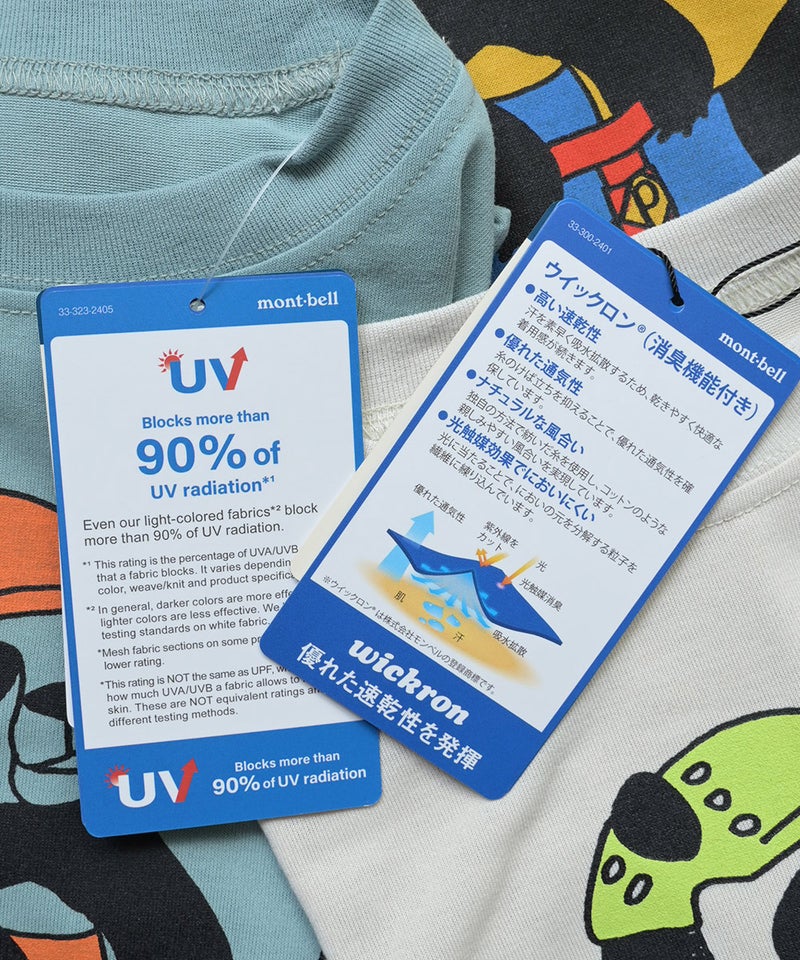 33-323-2405
mont·bell
UV
Blocks more than
90% of
UV radiation*¹
Even our light-colored fabrics*² block
more than 90% of UV radiation.
*¹ This rating is the percentage of UVA/UVB
that a fabric blocks. It varies
color, weave/knit and product
*² In general, darker colors are more
lighter colors are less effective. We
testing standards on white fabric.
*Mesh fabric sections on some
lower rating.
*This rating is NOT the same as UPF,
how much UVA/UVB a fabric allows to
skin. These are NOT equivalent ratings
different testing methods.
UV
Blocks more than
90% of UV radiation
33-300-2401
mont·bell
ウイックロン®(消臭機能付き)
●高い速乾性
汗を素早く吸水拡散するため、乾きやすく快適な
着用感が続きます。
●優れた通気性
糸のけば立ちを抑えることで、優れた通気性を確
保しています。
●ナチュラルな風合い
独自の方法で紡いだ糸を使用し、コットンのような
親しみやすい風合いを実現しています。
●光触媒効果でにおいにくい
光に当たることで、においの元を分解する粒子を
繊維に練り込んでいます。
優れた通気性
紫外線を
カット
光
光触媒消臭
肌
汗
吸水拡散
※ウイックロン®は株式会社モンベルの登録商標です。
wickron
優れた速乾性を発揮
P